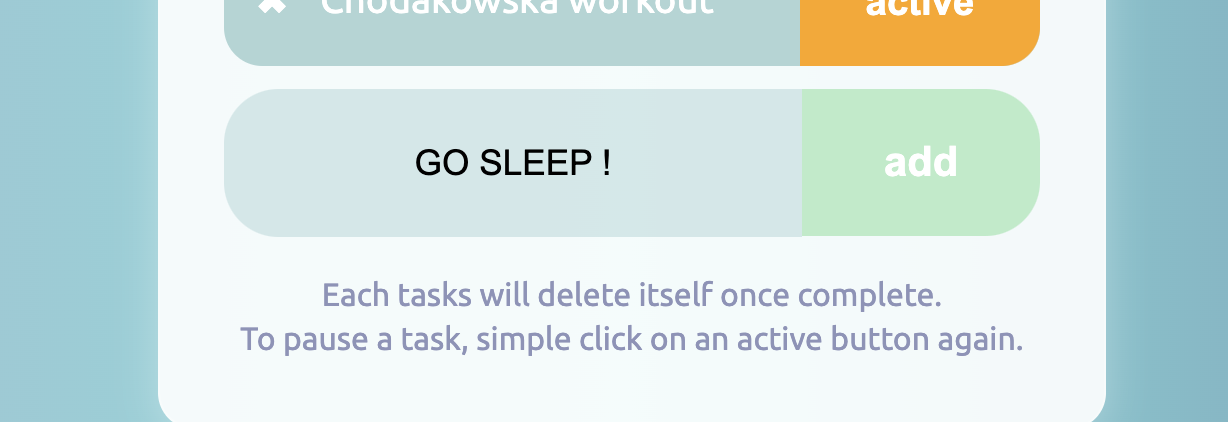 ✖ Chodakowska workout active
GO SLEEP ! add
Each tasks will delete itself once complete.
To pause a task, simple click on an active button again.